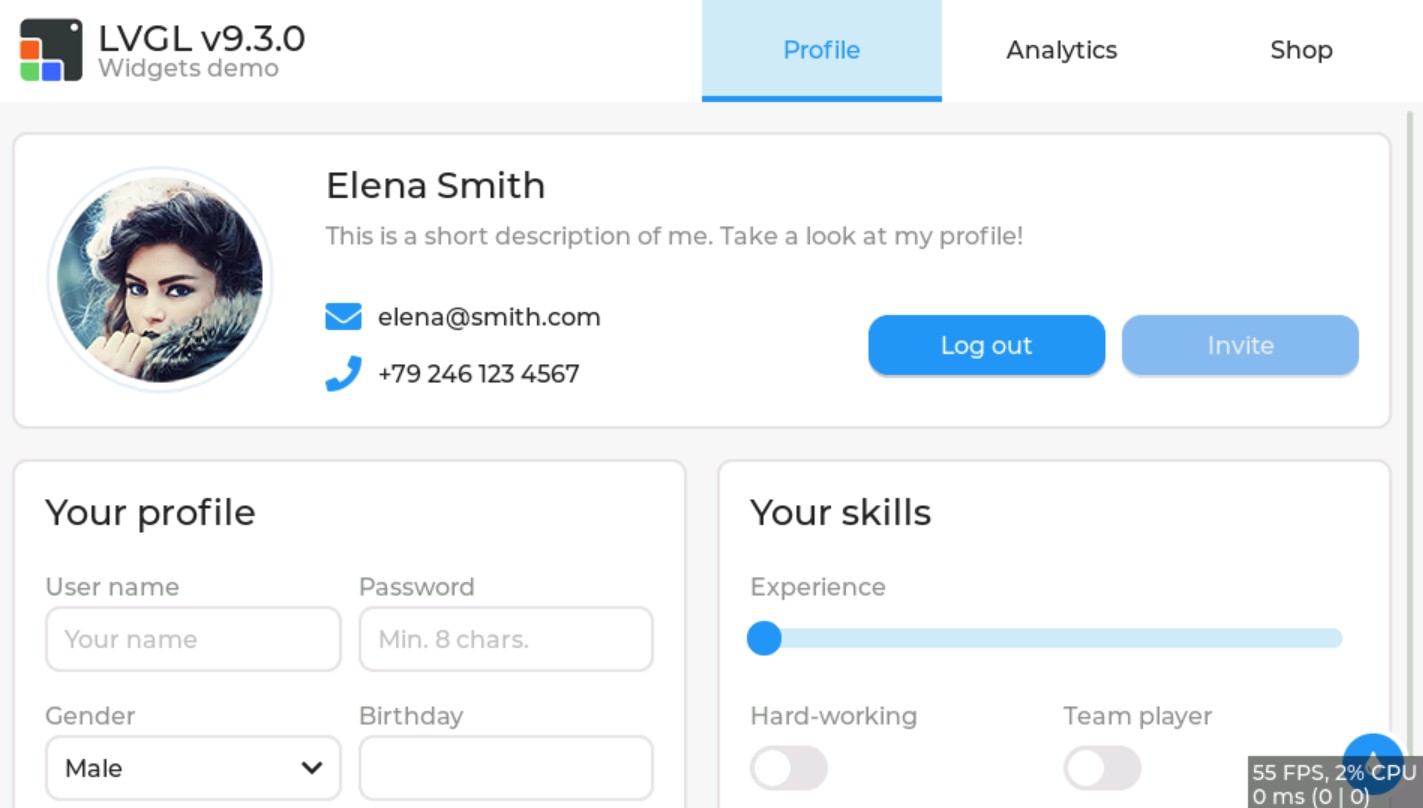 LVGL v9.3.0
Widgets demo
Profile
Analytics
Shop
Elena Smith
This is a short description of me. Take a look at my profile!
elena@smith.com
+79 246 123 4567
Log out
Invite
Your profile
User name
Password
Your name
Min. 8 chars.
Gender
Birthday
Male
Your skills
Experience
Hard-working
Team player
55 FPS, 2% CPU
0 ms (0 | 0)